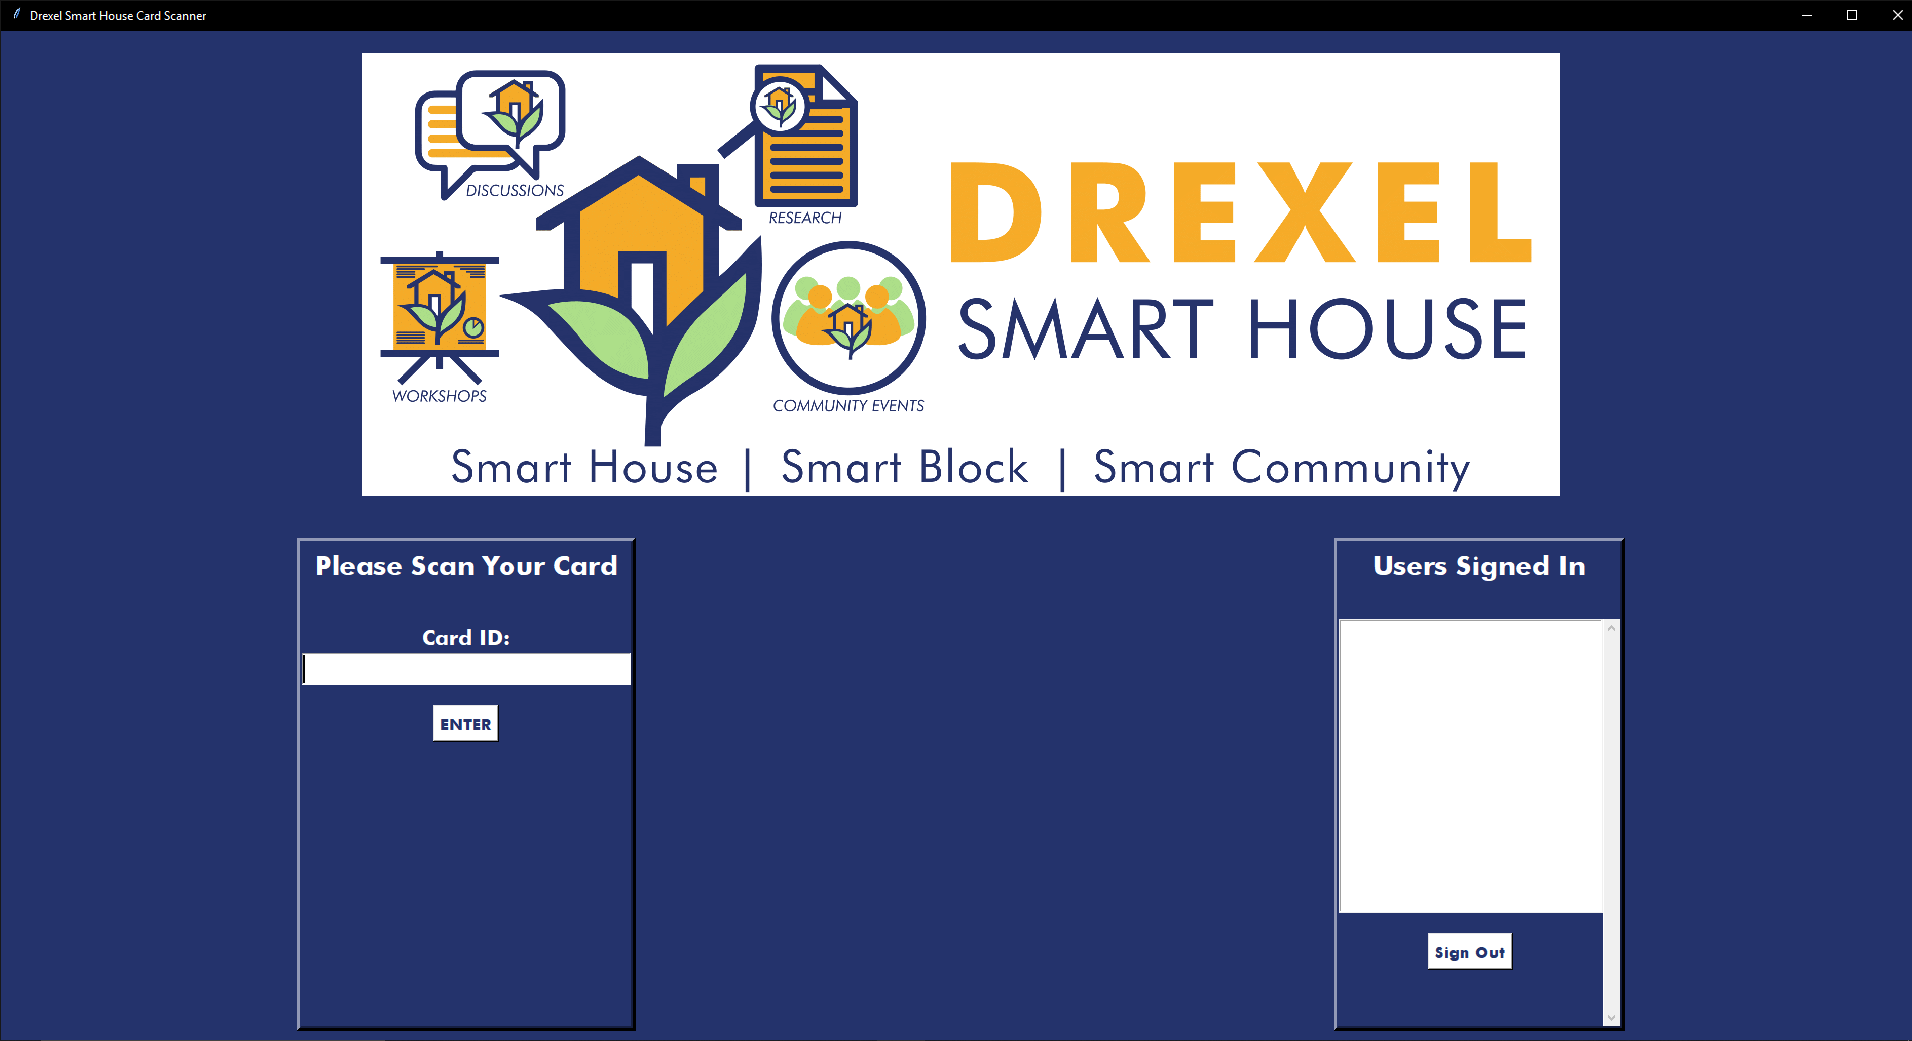 Drexel Smart House Card Scanner
DISCUSSIONS
RESEARCH
DREXEL
SMART HOUSE
WORKSHOPS
COMMUNITY EVENTS
Smart House | Smart Block | Smart Community
Please Scan Your Card
Card ID:
ENTER
Users Signed In
Sign Out